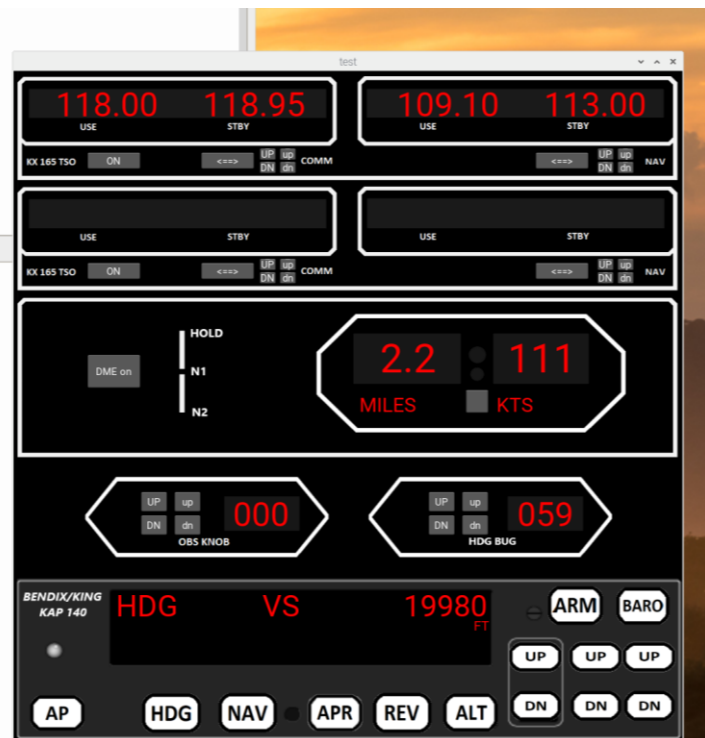 test
118.00 118.95 109.10 113.00
USE STBY USE STBY
KX 165 TSO ON <==> UP up COMM <==> UP up NAV
DN dn DN dn
USE STBY USE STBY
KX 165 TSO ON <==> UP up COMM <==> UP up NAV
DN dn DN dn
HOLD
DME on N1 2.2 111
N2 MILES KTS
UP up 000 UP up 059
DN dn DN dn
OBS KNOB HDG BUG
BENDIX/KING HDG VS 19980 ARM BARO
KAP 140 FT
UP UP UP
AP HDG NAV APR REV ALT DN DN DN